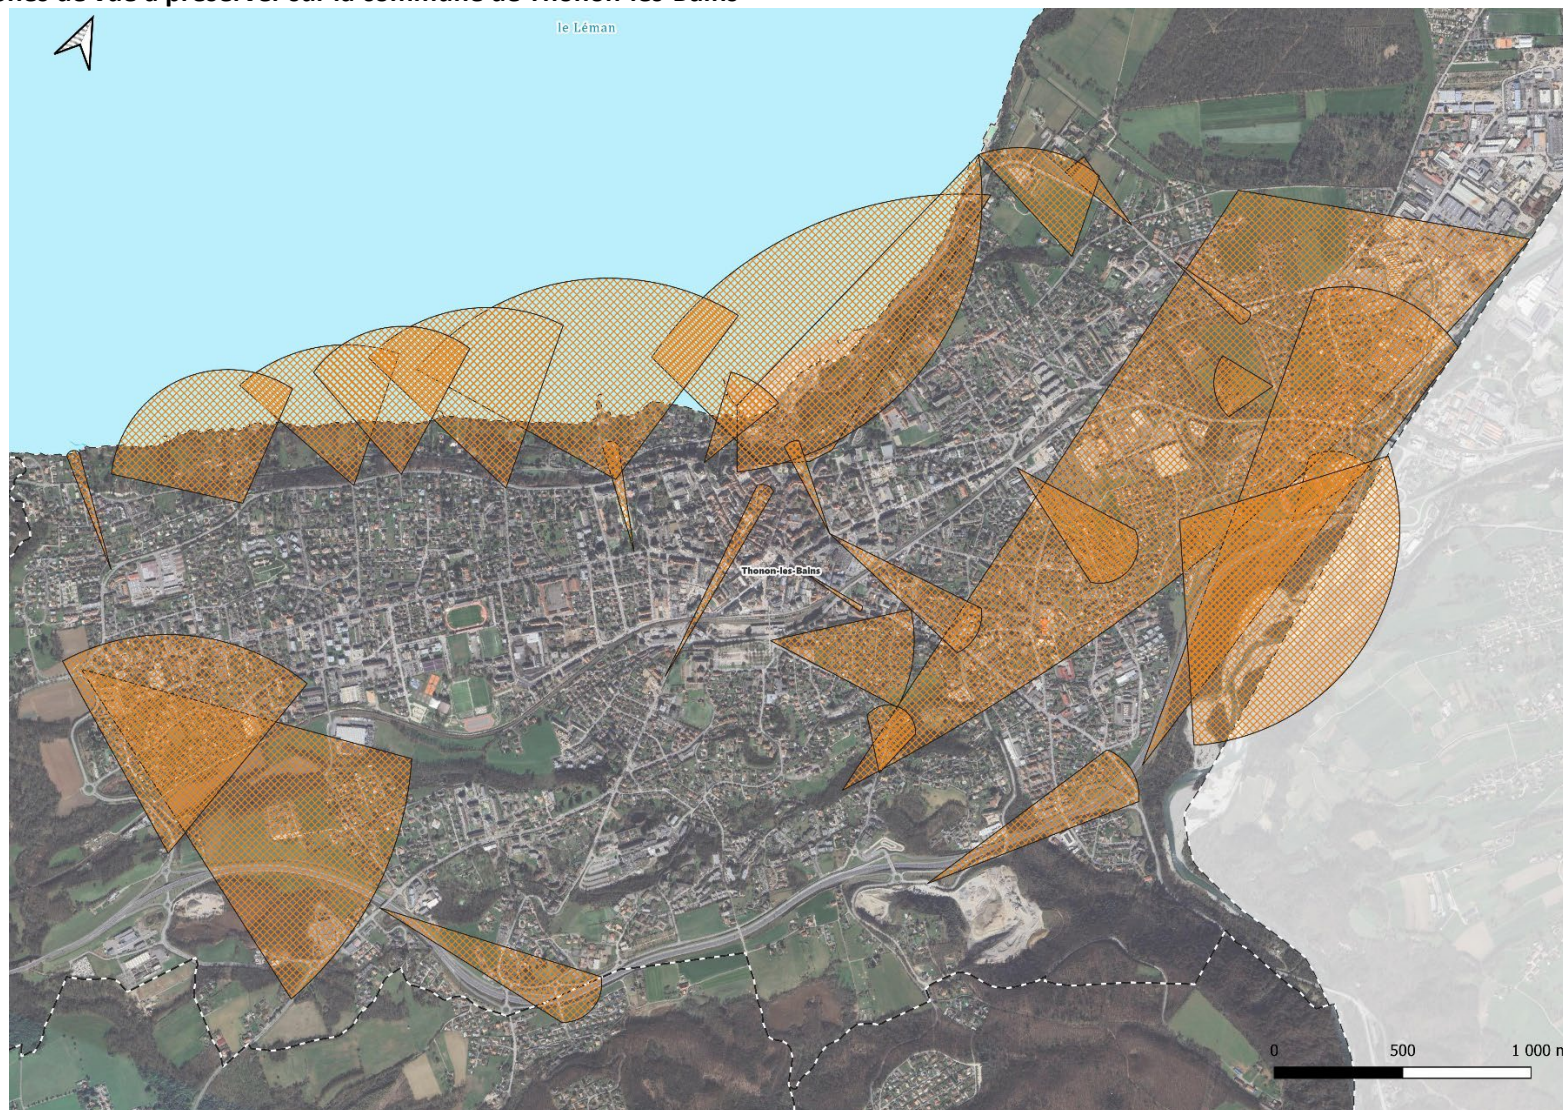 ones de vue à préserver sur la commune de Thonon-les-Bains
le Léman
Thonon-les-Bains
0 500 1 000 m